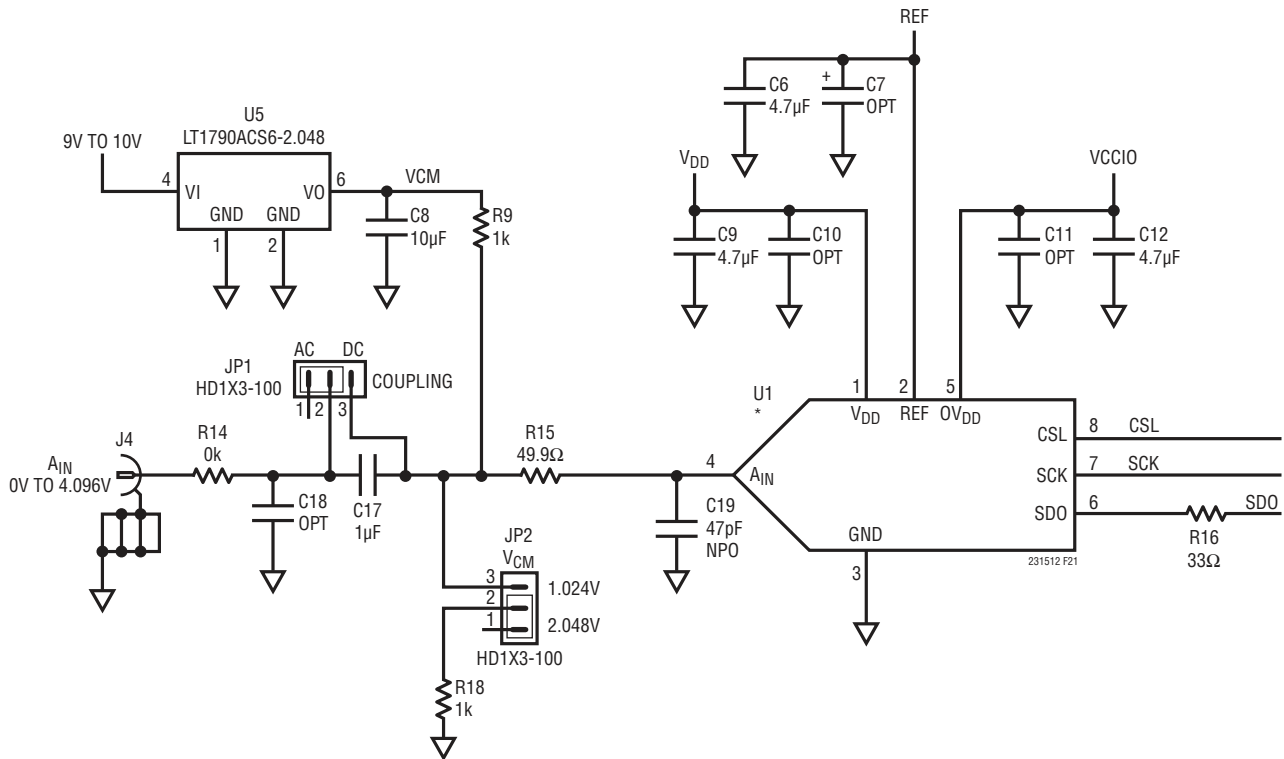 REF
C6
4.7µF
+
C7
OPT
U5
LT1790ACS6-2.048
9V TO 10V
4
VI
VO
6
VCM
GND
GND
1
2
C8
10µF
R9
1k
VDD
C9
4.7µF
C10
OPT
VCCIO
C11
OPT
C12
4.7µF
AC
DC
JP1
HD1X3-100
COUPLING
1
2
3
J4
AIN
0V TO 4.096V
R14
0k
C18
OPT
C17
1µF
R15
49.9Ω
4
C19
47pF
NPO
U1
*
1
2
5
VDD
REF
OVDD
AIN
CSL
8
CSL
SCK
7
SCK
SDO
6
SDO
R16
33Ω
GND
3
231512 F21
JP2
VCM
3
1.024V
2
1
2.048V
HD1X3-100
R18
1k